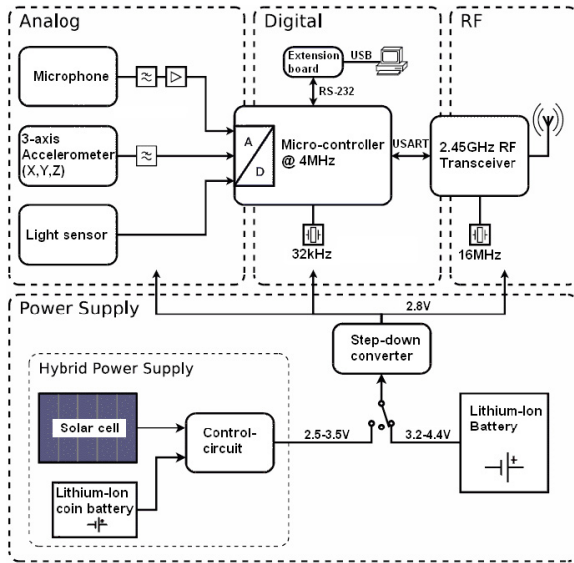 Analog
Digital
RF
Microphone
3-axis
Accelerometer
(X,Y,Z)
Light sensor
A
D
Extension
board
USB
RS-232
Micro-controller
@ 4MHz
32kHz
USART
2.45GHz RF
Transceiver
16MHz
Power Supply
2.8V
Step-down
converter
Hybrid Power Supply
Solar cell
Control-
circuit
Lithium-Ion
coin battery
2.5-3.5V
3.2-4.4V
Lithium-Ion
Battery